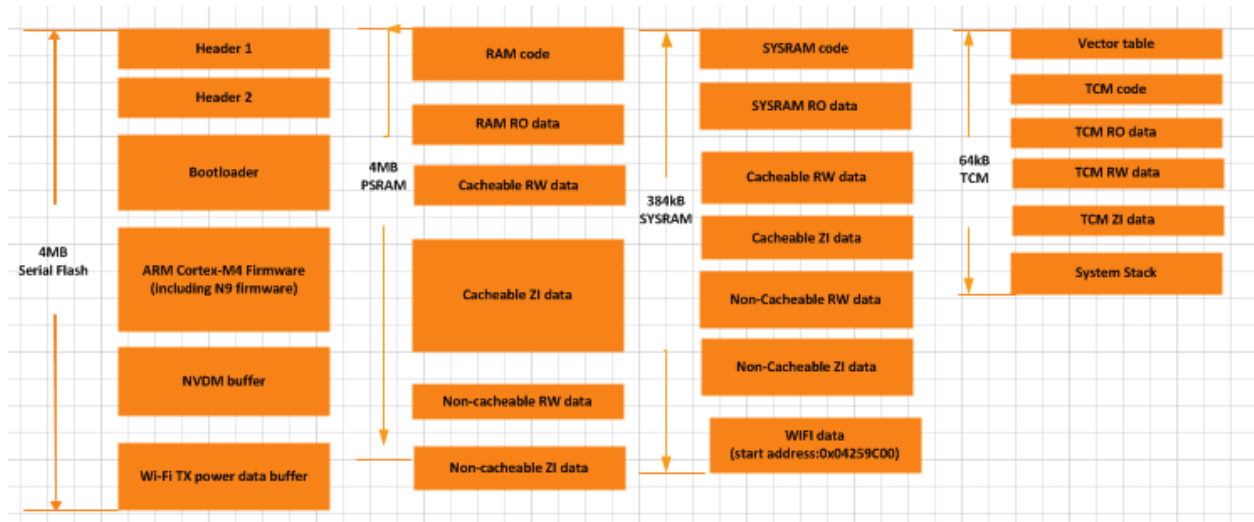 4MB
Serial Flash
Header 1
Header 2
Bootloader
ARM Cortex-M4 Firmware
(including N9 firmware)
NVDM buffer
Wi-Fi TX power data buffer
4MB
PSRAM
RAM code
RAM RO data
Cacheable RW data
Cacheable ZI data
Non-cacheable RW data
Non-cacheable ZI data
384kB
SYSRAM
SYSRAM code
SYSRAM RO data
Cacheable RW data
Cacheable ZI data
Non-Cacheable RW data
Non-Cacheable ZI data
WIFI data
(start address:0x04259C00)
64kB
TCM
Vector table
TCM code
TCM RO data
TCM RW data
TCM ZI data
System Stack